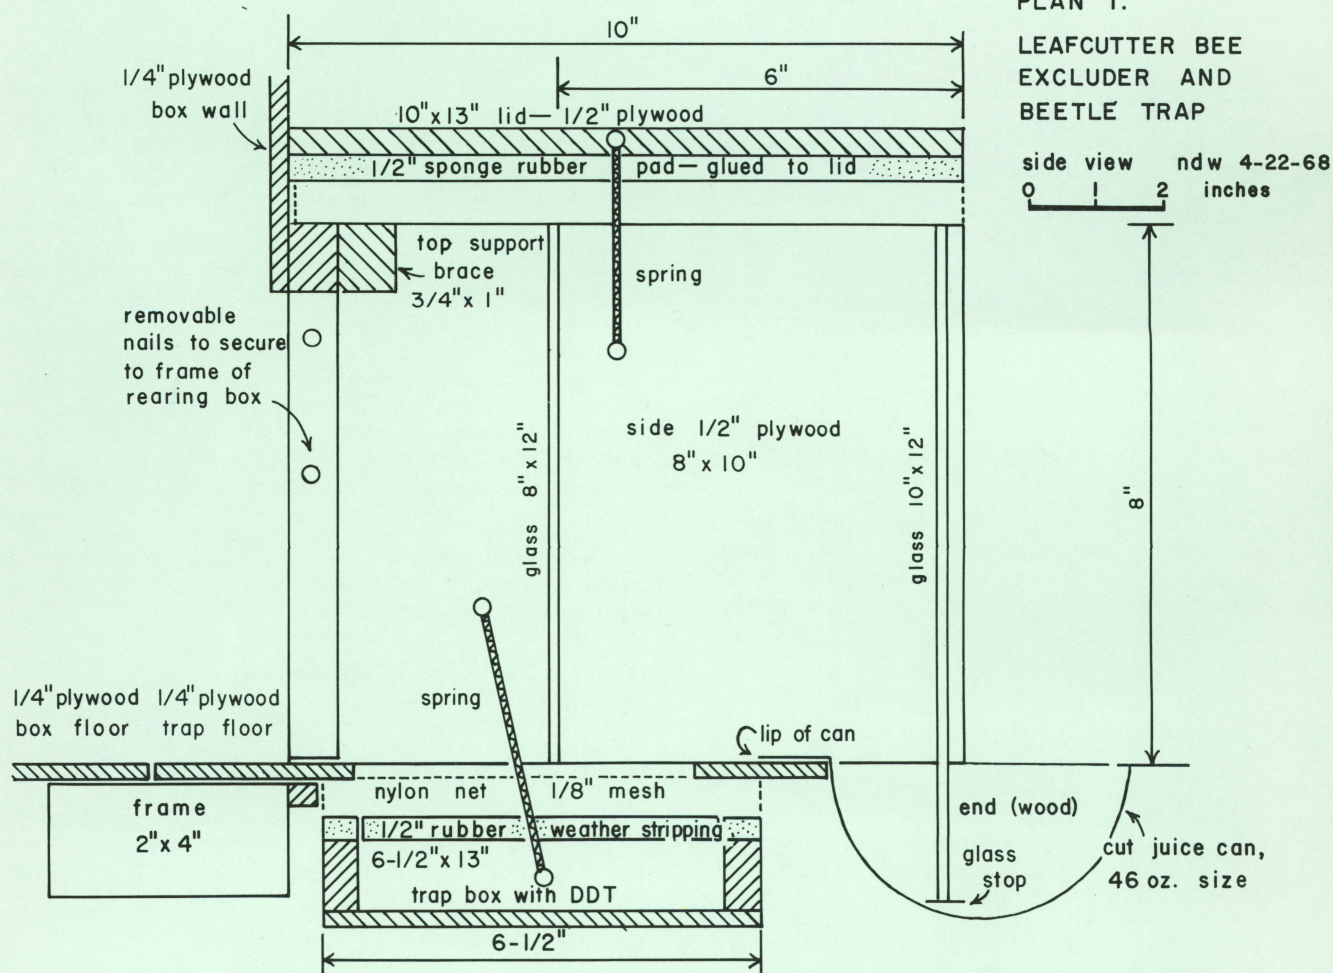 PLAN 1.
LEAFCUTTER BEE
EXCLUDER AND
BEETLE TRAP
side view ndw 4-22-68
0 1 2 inches
10"
6"
1/4" plywood
box wall
10"x13" lid— 1/2" plywood
1/2" sponge rubber pad— glued to lid
top support
brace
3/4"x 1"
spring
removable
nails to secure
to frame of
rearing box
side 1/2" plywood
8"x 10"
glass 8"x 12"
glass 10"x 12"
8"
spring
1/4" plywood
box floor
1/4" plywood
trap floor
lip of can
frame
2"x 4"
nylon net 1/8" mesh
1/2" rubber weather stripping
6-1/2"x13"
trap box with DDT
6-1/2"
end (wood)
glass
stop
cut juice can,
46 oz. size